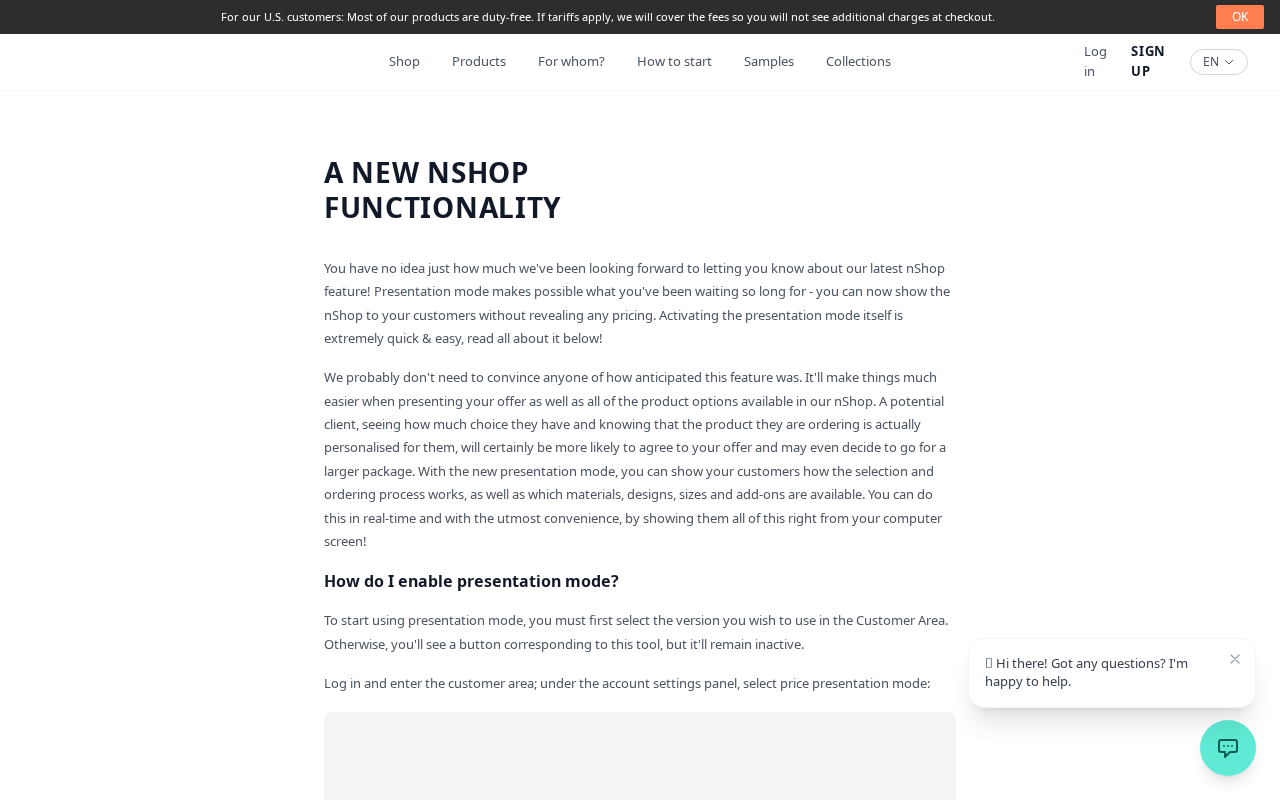 For our U.S. customers: Most of our products are duty-free. If tariffs apply, we will cover the fees so you will not see additional charges at checkout.
OK
Shop
Products
For whom?
How to start
Samples
Collections
Log
in
SIGN
UP
EN
A NEW NSHOP
FUNCTIONALITY
You have no idea just how much we've been looking forward to letting you know about our latest nShop
feature! Presentation mode makes possible what you've been waiting so long for - you can now show the
nShop to your customers without revealing any pricing. Activating the presentation mode itself is
extremely quick & easy, read all about it below!
We probably don't need to convince anyone of how anticipated this feature was. It'll make things much
easier when presenting your offer as well as all of the product options available in our nShop. A potential
client, seeing how much choice they have and knowing that the product they are ordering is actually
personalised for them, will certainly be more likely to agree to your offer and may even decide to go for a
larger package. With the new presentation mode, you can show your customers how the selection and
ordering process works, as well as which materials, designs, sizes and add-ons are available. You can do
this in real-time and with the utmost convenience, by showing them all of this right from your computer
screen!
How do I enable presentation mode?
To start using presentation mode, you must first select the version you wish to use in the Customer Area.
Otherwise, you'll see a button corresponding to this tool, but it'll remain inactive.
Log in and enter the customer area; under the account settings panel, select price presentation mode:
Hi there! Got any questions? I'm
happy to help.